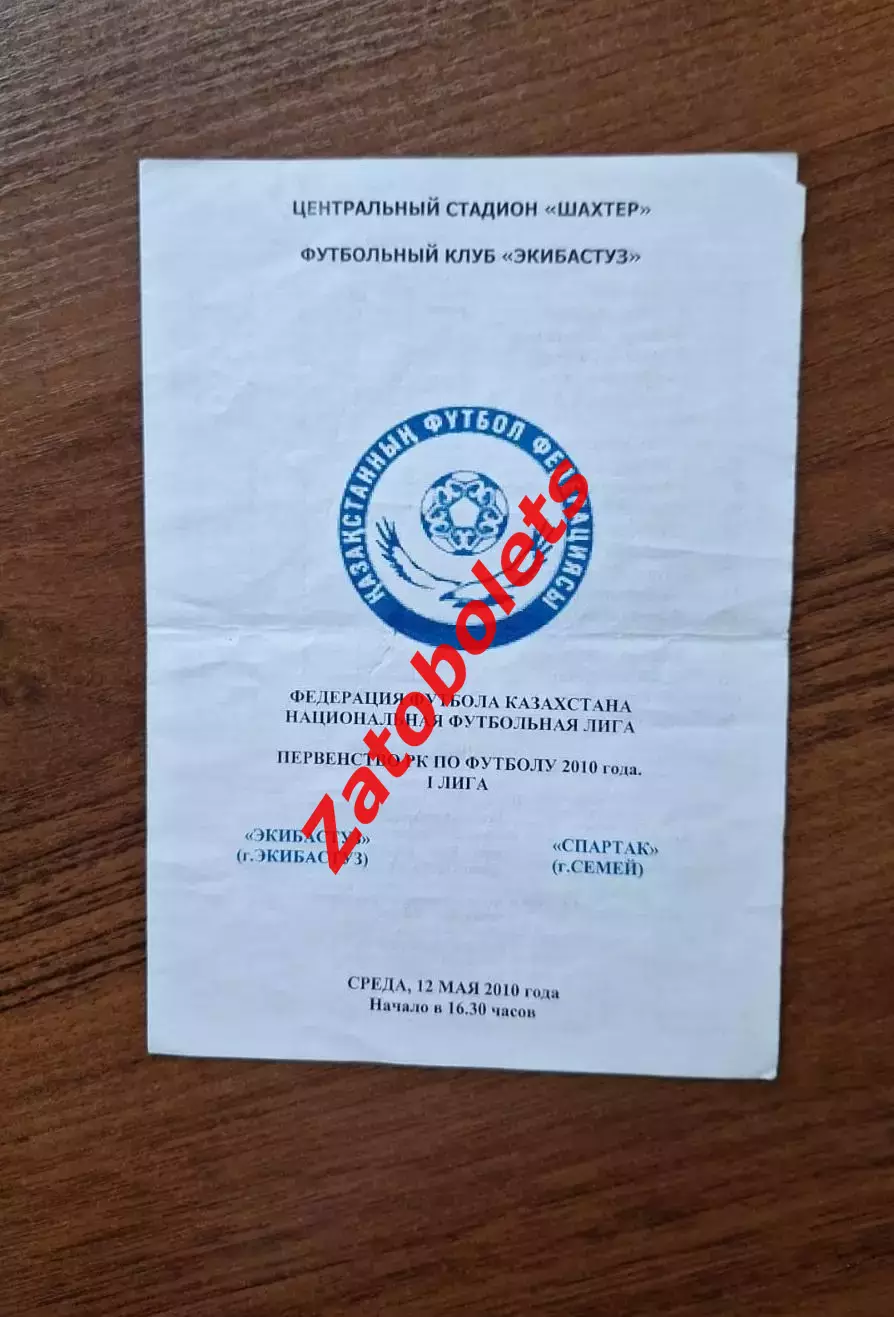 ЦЕНТРАЛЬНЫЙ СТАДИОН «ШАХТЕР»
ФУТБОЛЬНЫЙ КЛУБ «ЭКИБАСТУЗ»
ҚАЗАҚСТАННЫҢ ФУТБОЛ ФЕДЕРАЦИЯСЫ
ФЕДЕРАЦИЯ ФУТБОЛА КАЗАХСТАНА
НАЦИОНАЛЬНАЯ ФУТБОЛЬНАЯ ЛИГА
ПЕРВЕНСТВО РК ПО ФУТБОЛУ 2010 года.
I ЛИГА
«ЭКИБАСТУЗ» «СПАРТАК»
(г.ЭКИБАСТУЗ) (г.СЕМЕЙ)
СРЕДА, 12 МАЯ 2010 года
Начало в 16.30 часов
Zatobolets